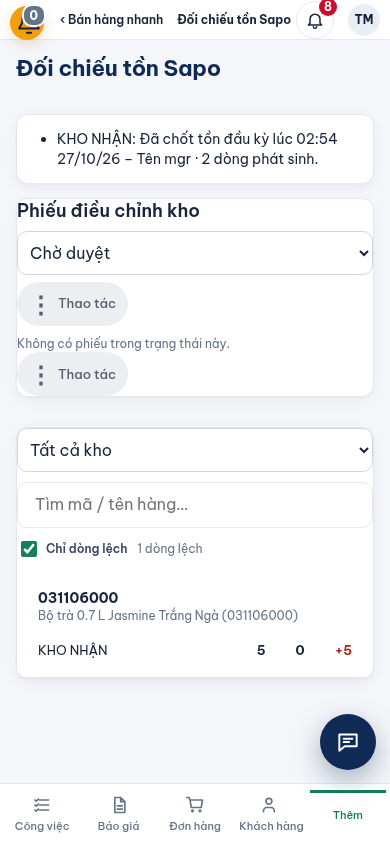 0
‹ Bán hàng nhanh
Đối chiếu tồn Sapo
8
TM
Đối chiếu tồn Sapo
• KHO NHẬN: Đã chốt tồn đầu kỳ lúc 02:54
27/10/26 – Tên mgr · 2 dòng phát sinh.
Phiếu điều chỉnh kho
Chờ duyệt
⋮ Thao tác
Không có phiếu trong trạng thái này.
⋮ Thao tác
Tất cả kho
Tìm mã / tên hàng...
Chỉ dòng lệch 1 dòng lệch
031106000
Bộ trà 0.7 L Jasmine Trắng Ngà (031106000)
KHO NHẬN 5 0 +5
Công việc
Báo giá
Đơn hàng
Khách hàng
Thêm